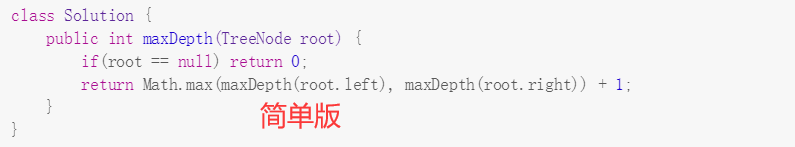 class Solution {
    public int maxDepth(TreeNode root) {
        if(root == null) return 0;
        return Math.max(maxDepth(root.left), maxDepth(root.right)) + 1;
    }
简单版
}